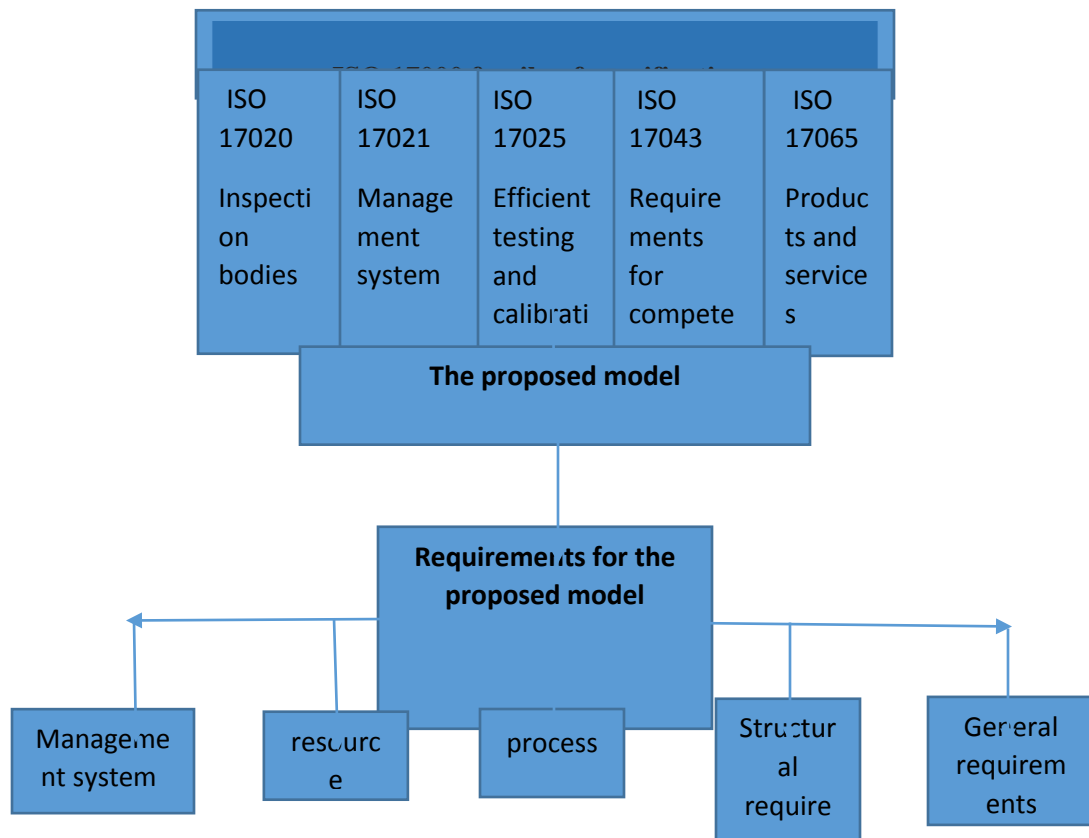 ISO
17020
Inspecti
on
bodies
ISO
17021
Manage
ment
system
ISO
17025
Efficient
testing
and
calibrati
ISO
17043
Require
ments
for
compete
ISO
17065
Produc
ts and
service
s
The proposed model
Requirements for the
proposed model
Manageme
nt system
resourc
e
process
Structur
al
require
General
requirem
ents